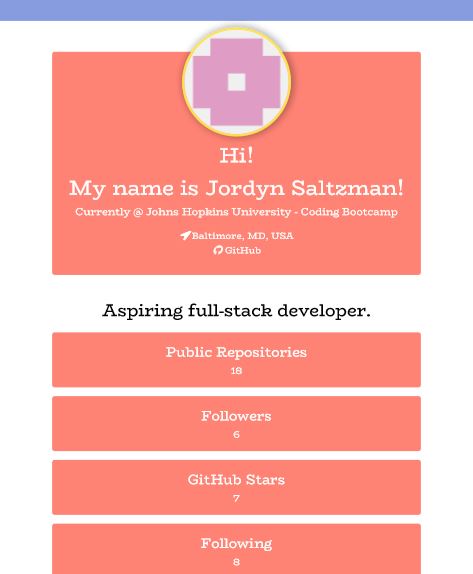 Hi!
My name is Jordyn Saltzman!
Currently @ Johns Hopkins University - Coding Bootcamp
Baltimore, MD, USA
GitHub
Aspiring full-stack developer.
Public Repositories
18
Followers
6
GitHub Stars
7
Following
8